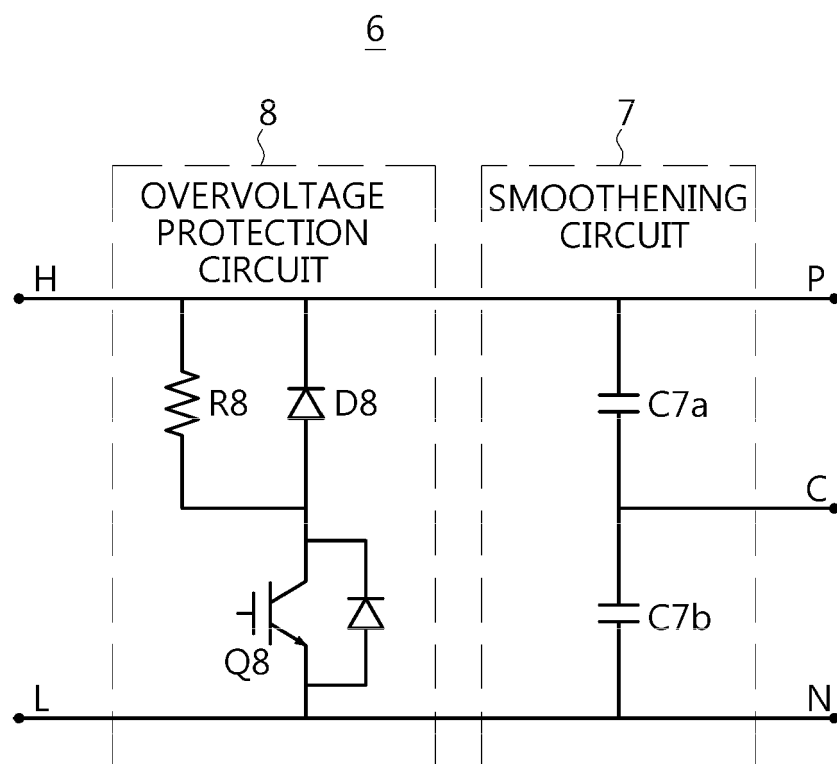 6
8
7
OVERVOLTAGE
PROTECTION
CIRCUIT
SMOOTHENING
CIRCUIT
H
P
R8
D8
C7a
C
Q8
C7b
L
N